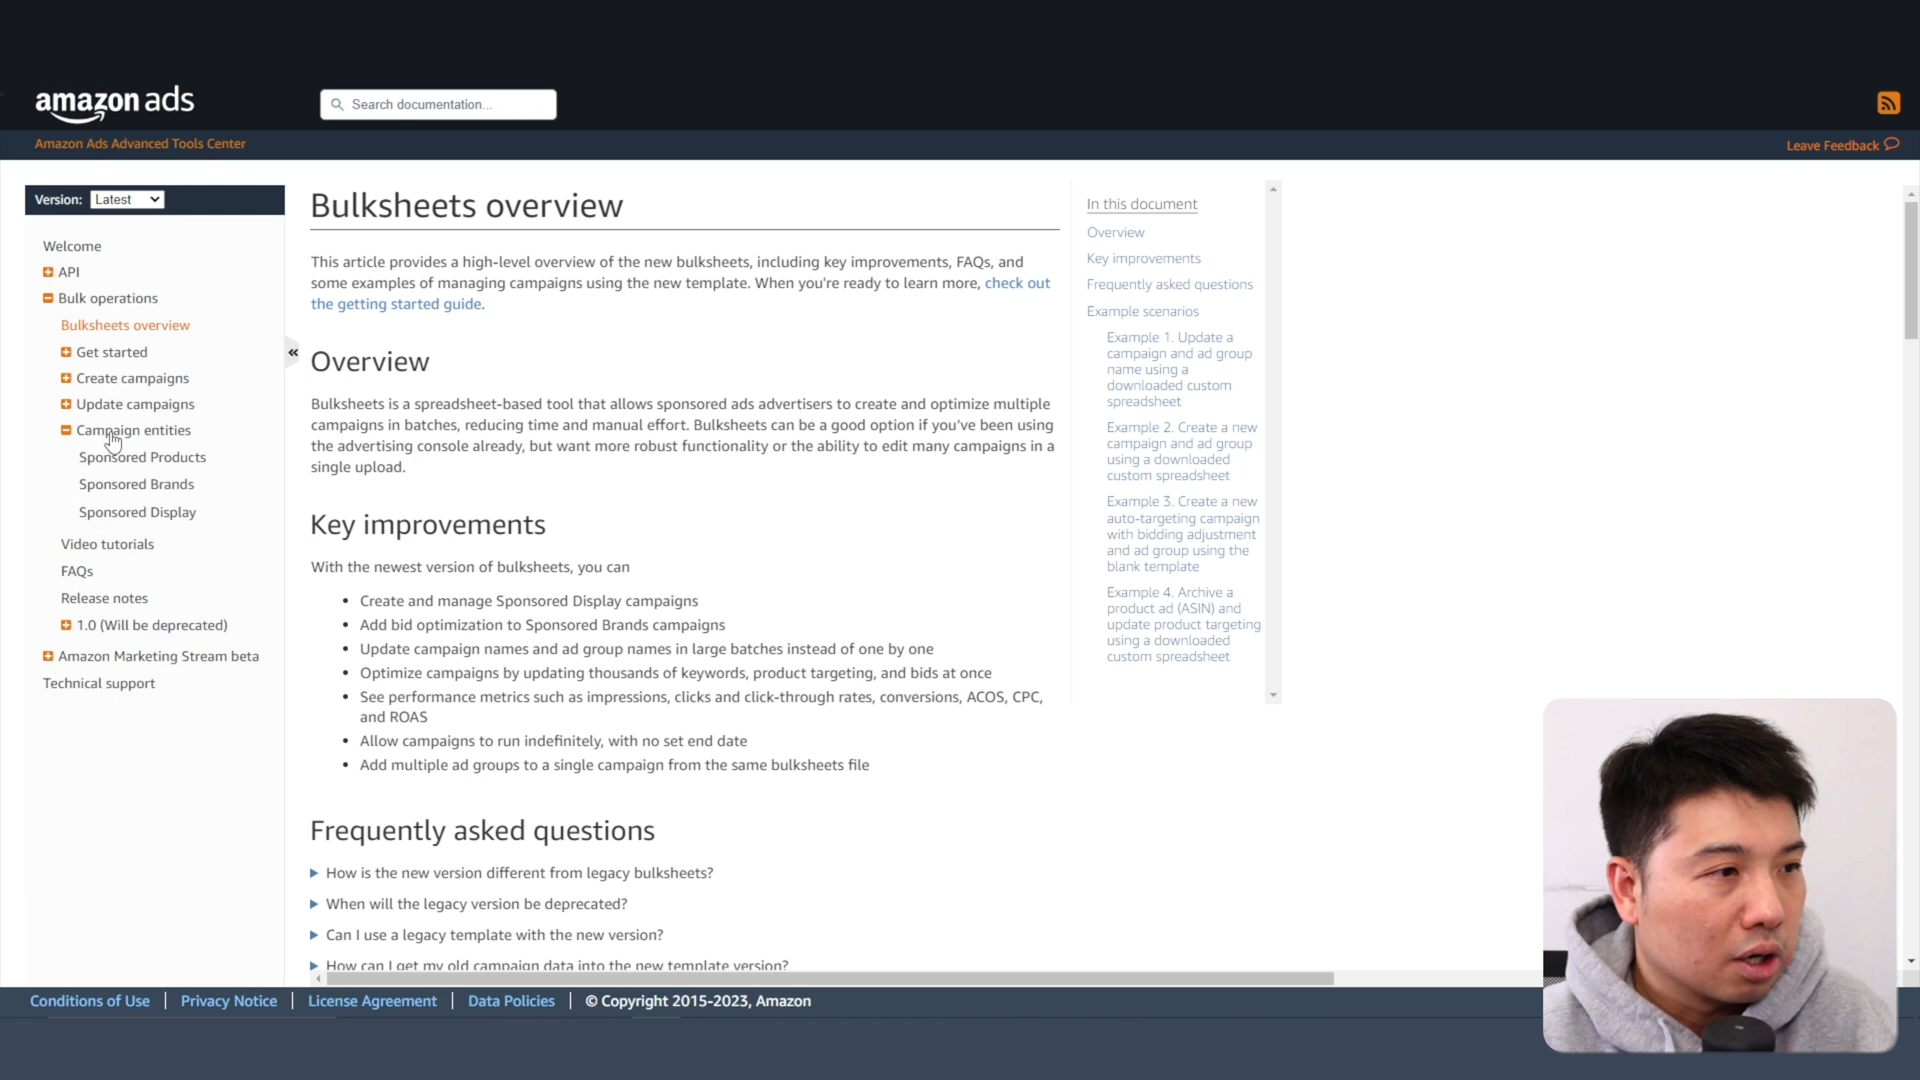 amazon ads
Search documentation...
Amazon Ads Advanced Tools Center
Leave Feedback
Version: Latest
Welcome
API
Bulk operations
Bulksheets overview
Get started
Create campaigns
Update campaigns
Campaign entities
Sponsored Products
Sponsored Brands
Sponsored Display
Video tutorials
FAQs
Release notes
1.0 (Will be deprecated)
Amazon Marketing Stream beta
Technical support
«
Bulksheets overview
This article provides a high-level overview of the new bulksheets, including key improvements, FAQs, and
some examples of managing campaigns using the new template. When you're ready to learn more, check out
the getting started guide.
Overview
Bulksheets is a spreadsheet-based tool that allows sponsored ads advertisers to create and optimize multiple
campaigns in batches, reducing time and manual effort. Bulksheets can be a good option if you've been using
the advertising console already, but want more robust functionality or the ability to edit many campaigns in a
single upload.
Key improvements
With the newest version of bulksheets, you can
• Create and manage Sponsored Display campaigns
• Add bid optimization to Sponsored Brands campaigns
• Update campaign names and ad group names in large batches instead of one by one
• Optimize campaigns by updating thousands of keywords, product targeting, and bids at once
• See performance metrics such as impressions, clicks and click-through rates, conversions, ACOS, CPC,
and ROAS
• Allow campaigns to run indefinitely, with no set end date
• Add multiple ad groups to a single campaign from the same bulksheets file
Frequently asked questions
How is the new version different from legacy bulksheets?
When will the legacy version be deprecated?
Can I use a legacy template with the new version?
How can I get my old campaign data into the new template version?
In this document
Overview
Key improvements
Frequently asked questions
Example scenarios
Example 1. Update a
campaign and ad group
name using a
downloaded custom
spreadsheet
Example 2. Create a new
campaign and ad group
using a downloaded
custom spreadsheet
Example 3. Create a new
auto-targeting campaign
with bidding adjustment
and ad group using the
blank template
Example 4. Archive a
product ad (ASIN) and
update product targeting
using a downloaded
custom spreadsheet
Conditions of Use | Privacy Notice | License Agreement | Data Policies | © Copyright 2015-2023, Amazon